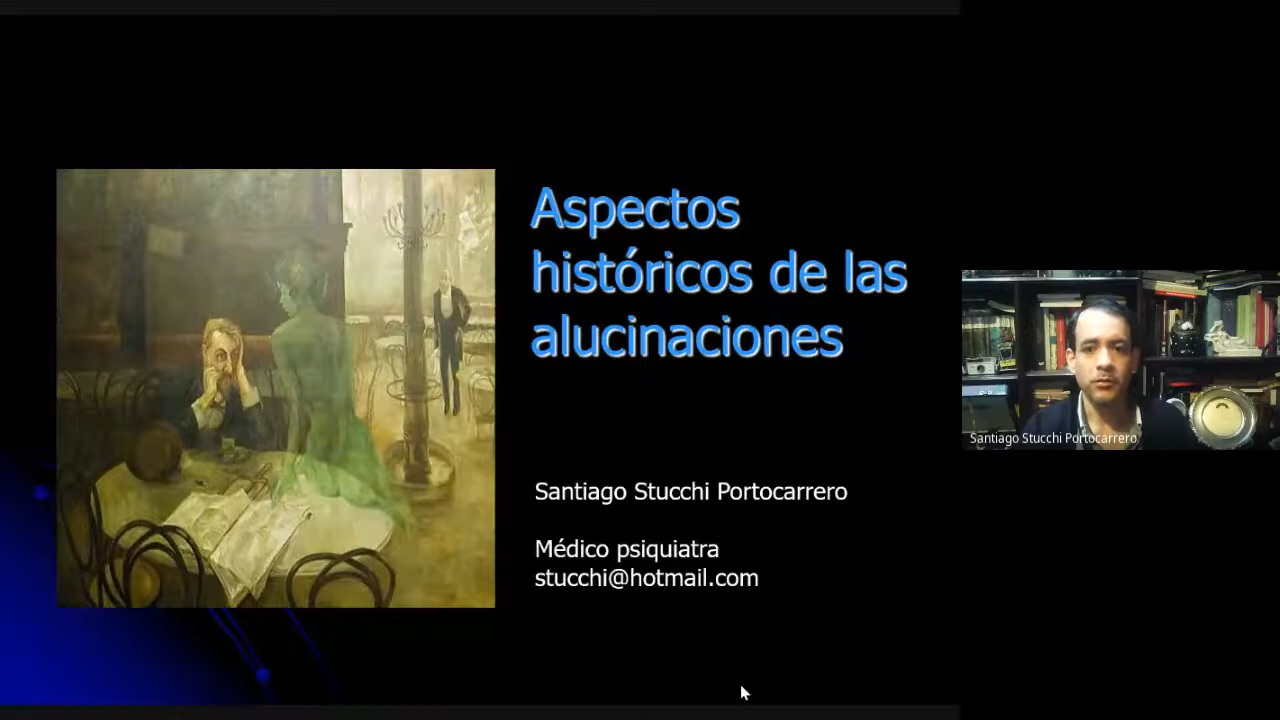 Aspectos
históricos de las
alucinaciones
Santiago Stucchi Portocarrero
Médico psiquiatra
stucchi@hotmail.com
Santiago Stucchi Portocarrero